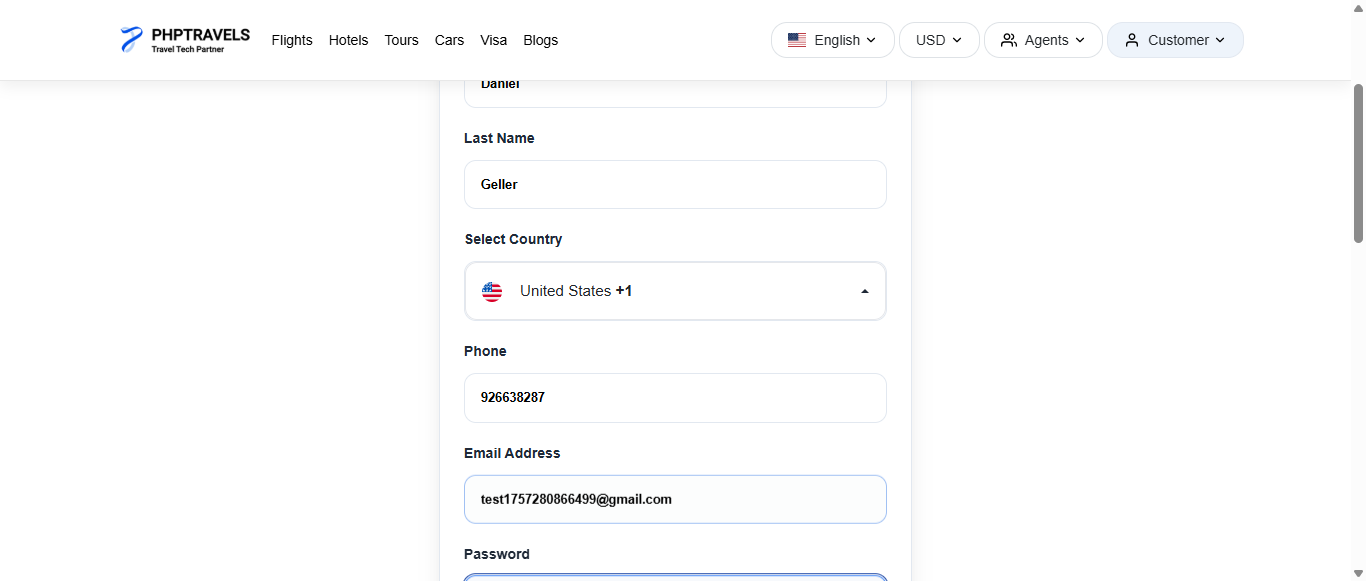 PHPTRAVELS
Travel Tech Partner
Flights Hotels Tours Cars Visa Blogs
English USD Agents Customer
Daniel
Last Name
Geller
Select Country
United States +1
Phone
926638287
Email Address
test1757280866499@gmail.com
Password